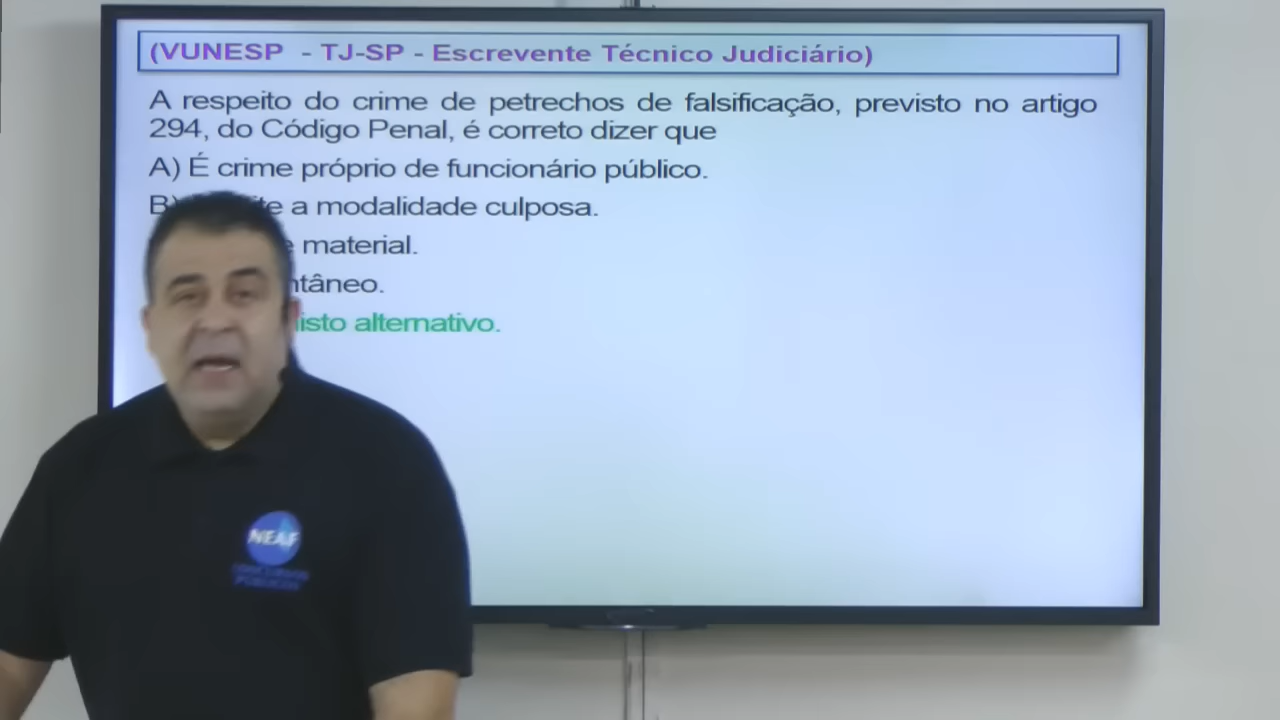 (VUNESP - TJ-SP - Escrevente Técnico Judiciário)
A respeito do crime de petrechos de falsificação, previsto no artigo
294, do Código Penal, é correto dizer que
A) É crime próprio de funcionário público.
a modalidade culposa.
material.
alternativo.
NEAF